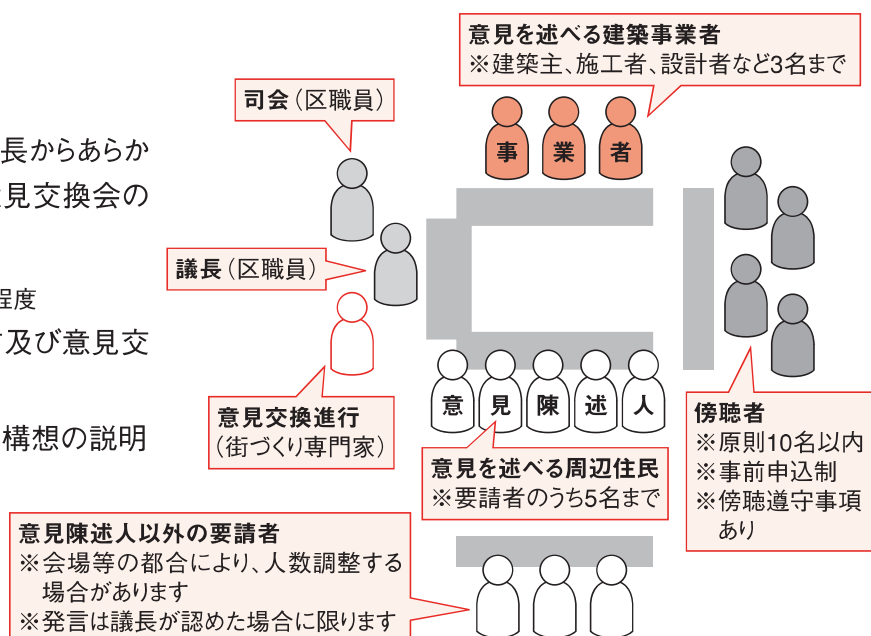 長からあらか
見交換会の
程度
及び意見交
構想の説明
意見を述べる建築事業者
※建築主、施工者、設計者など3名まで
司会（区職員）
事業者
議長（区職員）
意見交換進行
（街づくり専門家）
意見陳述人
意見を述べる周辺住民
※要請者のうち5名まで
傍聴者
※原則10名以内
※事前申込制
※傍聴遵守事項
あり
意見陳述人以外の要請者
※会場等の都合により、人数調整する
場合があります
※発言は議長が認めた場合に限ります